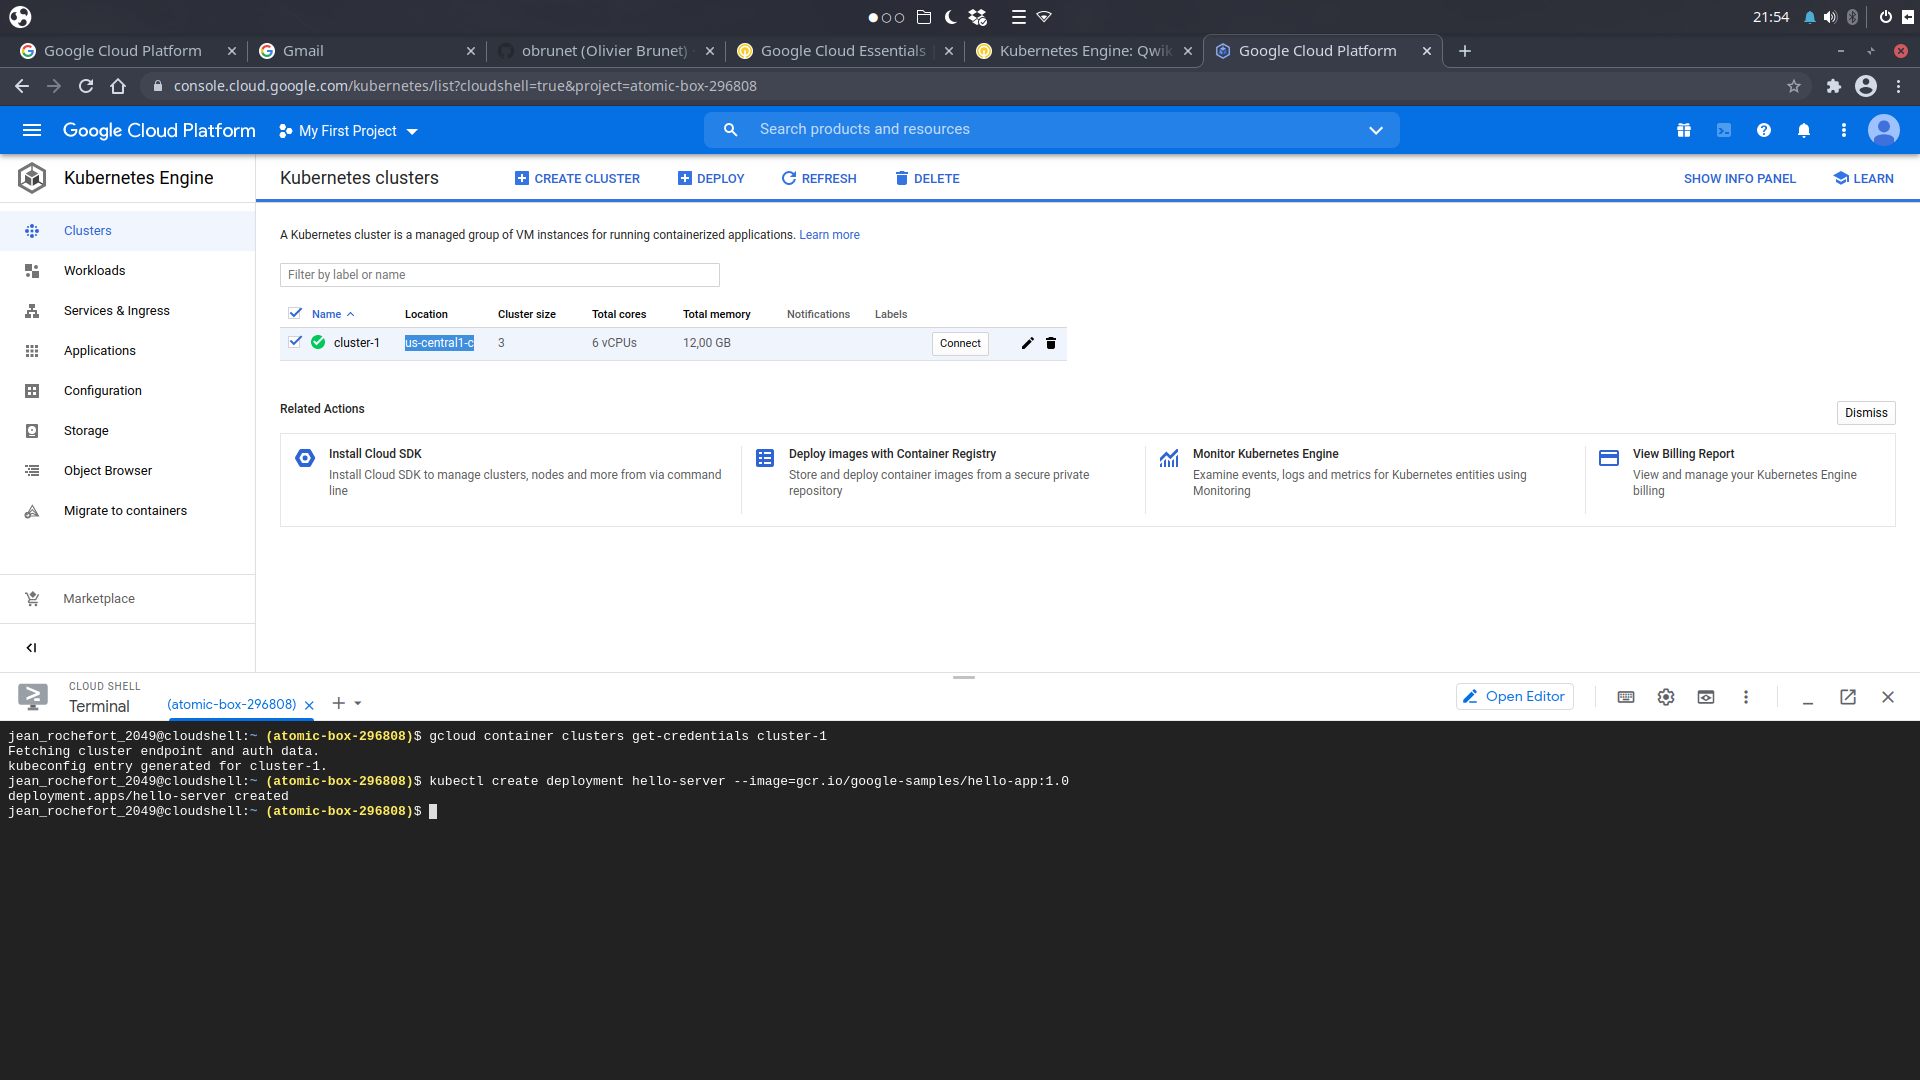 21:54
Google Cloud Platform
Gmail
obrunet (Olivier Brunet)
Google Cloud Essentials
Kubernetes Engine: Qwik
Google Cloud Platform
console.cloud.google.com/kubernetes/list?cloudshell=true&project=atomic-box-296808
Google Cloud Platform
My First Project
Search products and resources
Kubernetes Engine
Kubernetes clusters
CREATE CLUSTER
DEPLOY
REFRESH
DELETE
SHOW INFO PANEL
LEARN
Clusters
Workloads
Services & Ingress
Applications
Configuration
Storage
Object Browser
Migrate to containers
Marketplace
A Kubernetes cluster is a managed group of VM instances for running containerized applications. Learn more
Filter by label or name
Name Location Cluster size Total cores Total memory Notifications Labels
cluster-1 us-central1-c 3 6 vCPUs 12,00 GB Connect
Related Actions
Dismiss
Install Cloud SDK
Install Cloud SDK to manage clusters, nodes and more from via command
line
Deploy images with Container Registry
Store and deploy container images from a secure private
repository
Monitor Kubernetes Engine
Examine events, logs and metrics for Kubernetes entities using
Monitoring
View Billing Report
View and manage your Kubernetes Engine
billing
CLOUD SHELL
Terminal
(atomic-box-296808)
Open Editor
jean_rochefort_2049@cloudshell:~ (atomic-box-296808)$ gcloud container clusters get-credentials cluster-1
Fetching cluster endpoint and auth data.
kubeconfig entry generated for cluster-1.
jean_rochefort_2049@cloudshell:~ (atomic-box-296808)$ kubectl create deployment hello-server --image=gcr.io/google-samples/hello-app:1.0
deployment.apps/hello-server created
jean_rochefort_2049@cloudshell:~ (atomic-box-296808)$